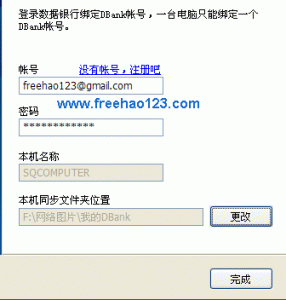 登录数据银行绑定DBank帐号，一台电脑只能绑定一个
DBank帐号。
帐号 没有帐号，注册吧
freehao123@gmail.com
www.freehao123.com
密码
************
本机名称
SQCOMPUTER
本机同步文件夹位置
F:\网络图片\我的DBank 更改
完成